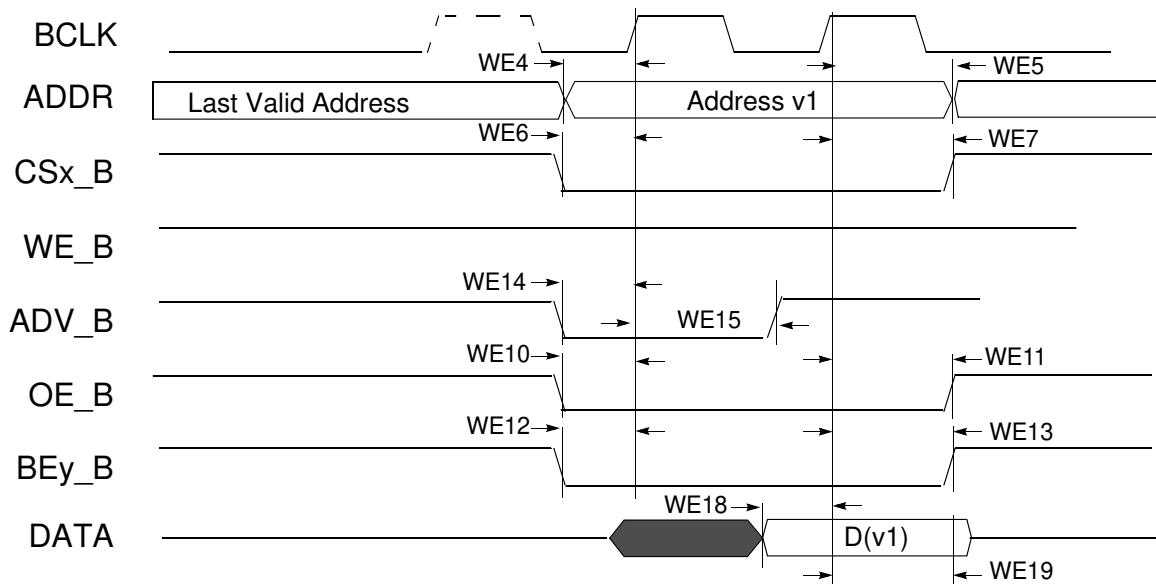 BCLK
WE4
WE5
ADDR
Last Valid Address
Address v1
WE6
WE7
CSx_B
WE_B
WE14
ADV_B
WE15
WE10
WE11
OE_B
WE12
WE13
BEy_B
WE18
DATA
D(v1)
WE19